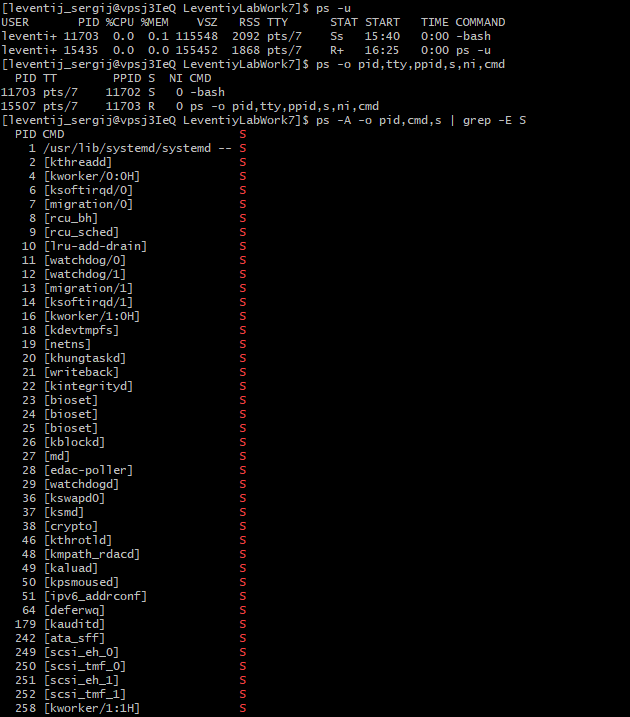 [leventij_sergij@vpsj3IeQ LeventiyLabWork7]$ ps -u
USER       PID %CPU %MEM    VSZ   RSS TTY      STAT START   TIME COMMAND
leventi+ 11703  0.0  0.1 115548  2092 pts/7    Ss   15:40   0:00 -bash
leventi+ 15435  0.0  0.0 155452  1868 pts/7    R+   16:25   0:00 ps -u
[leventij_sergij@vpsj3IeQ LeventiyLabWork7]$ ps -o pid,tty,ppid,s,ni,cmd
  PID TT        PPID S  NI CMD
11703 pts/7    11702 S   0 -bash
15507 pts/7    11703 R   0 ps -o pid,tty,ppid,s,ni,cmd
[leventij_sergij@vpsj3IeQ LeventiyLabWork7]$ ps -A -o pid,cmd,s | grep -E S
  PID CMD                         S
    1 /usr/lib/systemd/systemd -- S
    2 [kthreadd]                  S
    4 [kworker/0:0H]              S
    6 [ksoftirqd/0]               S
    7 [migration/0]               S
    8 [rcu_bh]                    S
    9 [rcu_sched]                 S
   10 [lru-add-drain]             S
   11 [watchdog/0]                S
   12 [watchdog/1]                S
   13 [migration/1]               S
   14 [ksoftirqd/1]               S
   16 [kworker/1:0H]              S
   18 [kdevtmpfs]                 S
   19 [netns]                     S
   20 [khungtaskd]                S
   21 [writeback]                 S
   22 [kintegrityd]               S
   23 [bioset]                    S
   24 [bioset]                    S
   25 [bioset]                    S
   26 [kblockd]                   S
   27 [md]                        S
   28 [edac-poller]               S
   29 [watchdogd]                 S
   36 [kswapd0]                   S
   37 [ksmd]                      S
   38 [crypto]                    S
   46 [kthrotld]                  S
   48 [kmpath_rdacd]              S
   49 [kaluad]                    S
   50 [kpsmoused]                 S
   51 [ipv6_addrconf]             S
   64 [deferwq]                   S
  179 [kauditd]                   S
  242 [ata_sff]                   S
  249 [scsi_eh_0]                 S
  250 [scsi_tmf_0]                S
  251 [scsi_eh_1]                 S
  252 [scsi_tmf_1]                S
  258 [kworker/1:1H]              S